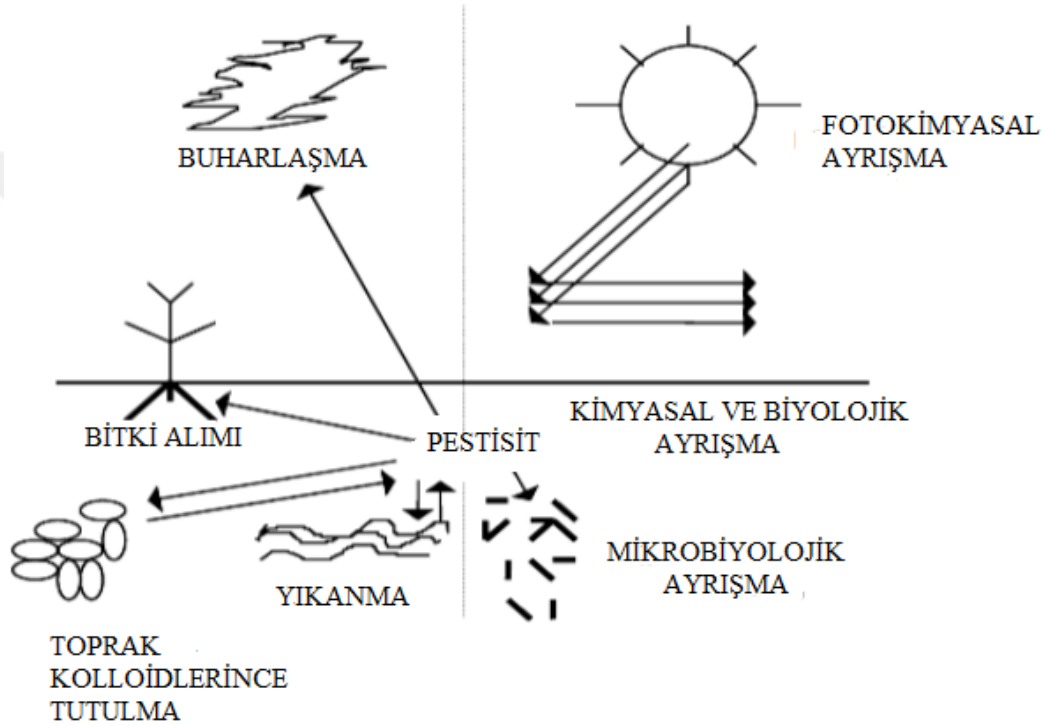 BUHARLAŞMA
FOTOKİMYASAL
AYRIŞMA
BİTKİ ALIMI
PESTİSİT
KİMYASAL VE BİYOLOJİK
AYRIŞMA
YIKANMA
MİKROBİYOLOJİK
AYRIŞMA
TOPRAK
KOLLOİDLERİNCE
TUTULMA